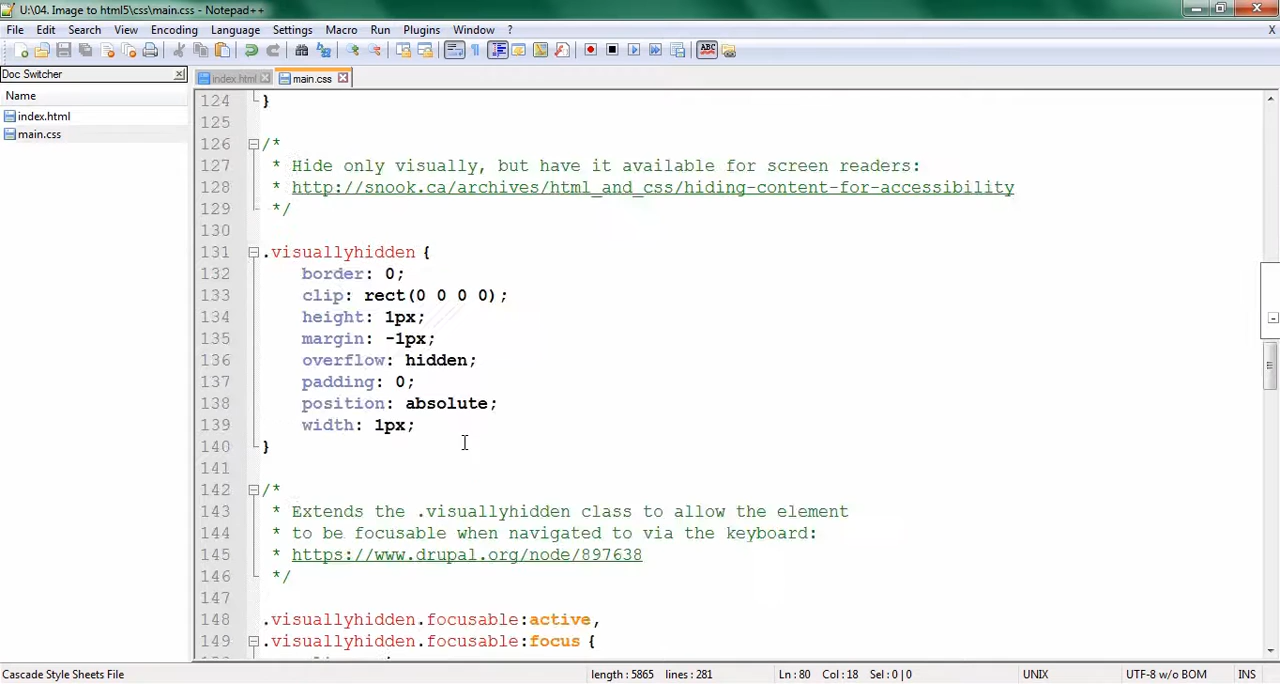 U:\04. Image to html5\css\main.css - Notepad++
File Edit Search View Encoding Language Settings Macro Run Plugins Window ? X
ABC
Doc Switcher
index.html main.css
Name
index.html
main.css
124 }
125
126 /*
127 * Hide only visually, but have it available for screen readers:
128 * http://snook.ca/archives/html_and_css/hiding-content-for-accessibility
129 */
130
131 .visuallyhidden {
132 border: 0;
133 clip: rect(0 0 0 0);
134 height: 1px;
135 margin: -1px;
136 overflow: hidden;
137 padding: 0;
138 position: absolute;
139 width: 1px;
140 }
141
142 /*
143 * Extends the .visuallyhidden class to allow the element
144 * to be focusable when navigated to via the keyboard:
145 * https://www.drupal.org/node/897638
146 */
147
148 .visuallyhidden.focusable:active,
149 .visuallyhidden.focusable:focus {
Cascade Style Sheets File length : 5865 lines : 281 Ln : 80 Col : 18 Sel : 0 | 0 UNIX UTF-8 w/o BOM INS